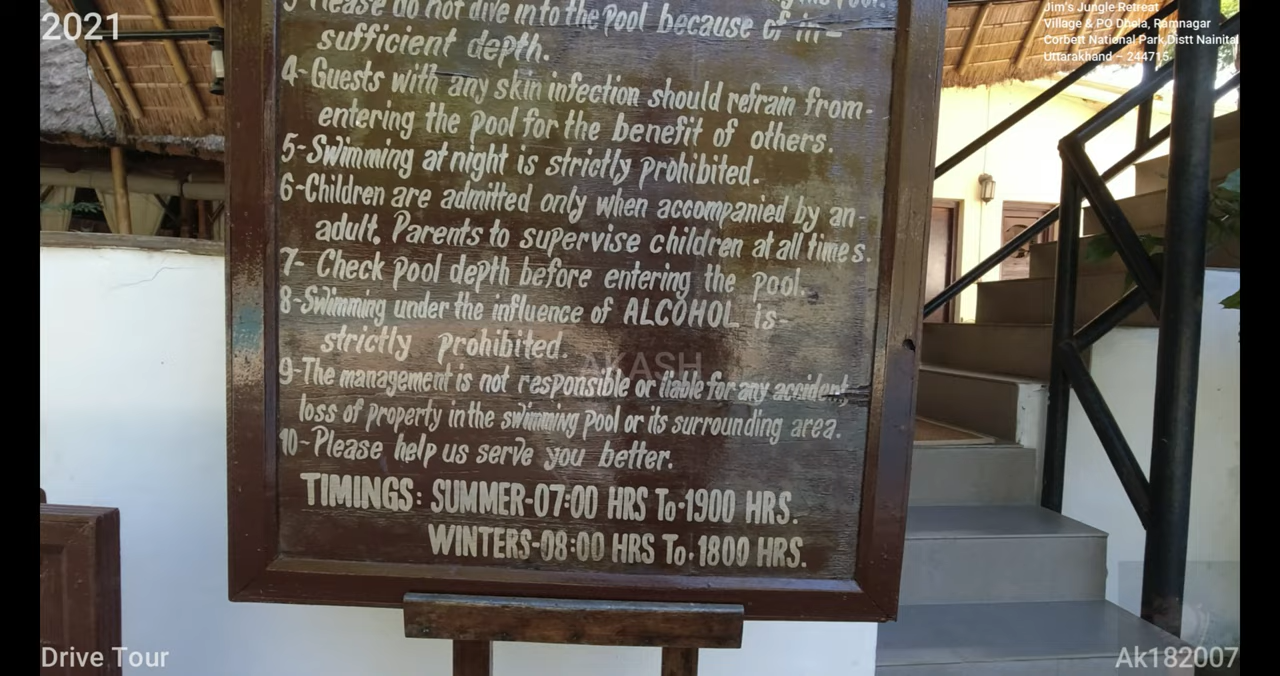 2021
Jim's Jungle Retreat
Village & PO Dhela, Ramnagar
Corbett National Park, Distt Nainital
Uttarakhand - 244715
3 Please do not dive into the pool because of in-
sufficient depth.
4- Guests with any skin infection should refrain from-
entering the pool for the benefit of others.
5- Swimming at night is strictly prohibited.
6- Children are admitted only when accompanied by an-
adult. Parents to supervise children at all times.
7- Check pool depth before entering the pool.
8- Swimming under the influence of ALCOHOL is-
strictly prohibited.
AKASH
9- The management is not responsible or liable for any accident,
loss of property in the swimming pool or its surrounding area.
10- Please help us serve you better.
TIMINGS: SUMMER-07:00 HRS To·1900 HRS.
WINTERS-08:00 HRS To·1800 HRS.
Drive Tour
Ak182007